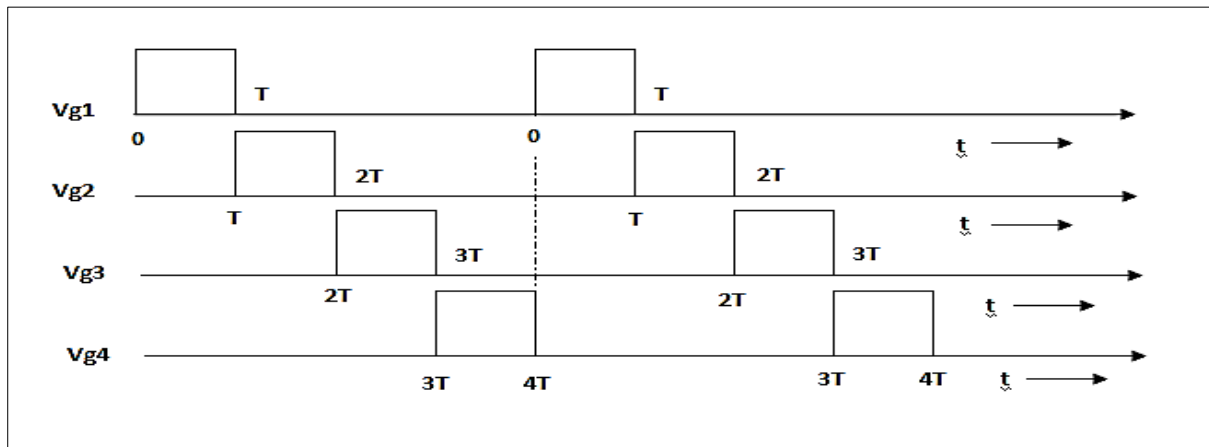 T T
Vg1
0 0 t
2T 2T
Vg2
T T t
3T 3T
Vg3
2T 2T t
Vg4
3T 4T 3T 4T t